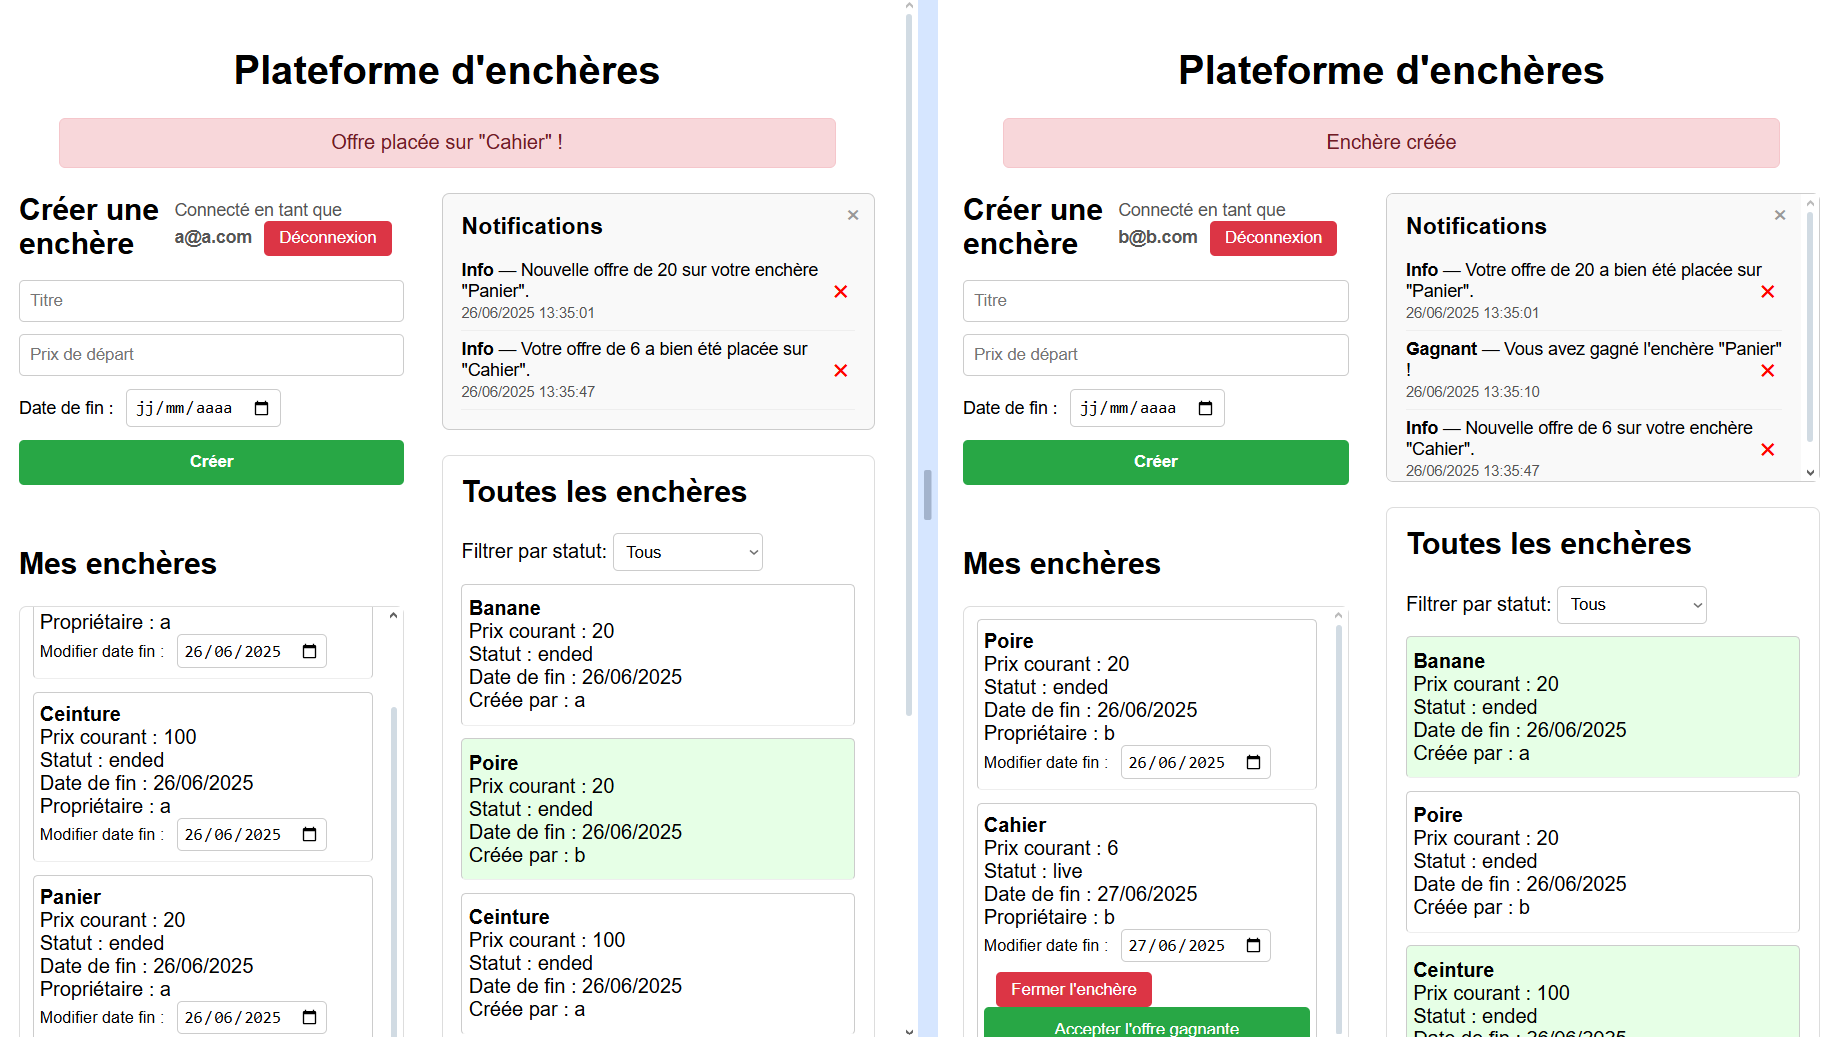 Plateforme d'enchères
Offre placée sur "Cahier" !
Créer une
enchère
Connecté en tant que
a@a.com Déconnexion
Titre
Prix de départ
Date de fin : jj/mm/aaaa
Créer
Mes enchères
Propriétaire : a
Modifier date fin : 26/06/2025
Ceinture
Prix courant : 100
Statut : ended
Date de fin : 26/06/2025
Propriétaire : a
Modifier date fin : 26/06/2025
Panier
Prix courant : 20
Statut : ended
Date de fin : 26/06/2025
Propriétaire : a
Modifier date fin : 26/06/2025
Notifications
×
Info — Nouvelle offre de 20 sur votre enchère
"Panier".
26/06/2025 13:35:01
Info — Votre offre de 6 a bien été placée sur
"Cahier".
26/06/2025 13:35:47
Toutes les enchères
Filtrer par statut: Tous
Banane
Prix courant : 20
Statut : ended
Date de fin : 26/06/2025
Créée par : a
Poire
Prix courant : 20
Statut : ended
Date de fin : 26/06/2025
Créée par : b
Ceinture
Prix courant : 100
Statut : ended
Date de fin : 26/06/2025
Créée par : a
Plateforme d'enchères
Enchère créée
Créer une
enchère
Connecté en tant que
b@b.com Déconnexion
Titre
Prix de départ
Date de fin : jj/mm/aaaa
Créer
Mes enchères
Poire
Prix courant : 20
Statut : ended
Date de fin : 26/06/2025
Propriétaire : b
Modifier date fin : 26/06/2025
Cahier
Prix courant : 6
Statut : live
Date de fin : 27/06/2025
Propriétaire : b
Modifier date fin : 27/06/2025
Fermer l'enchère
Accepter l'offre gagnante
Notifications
×
Info — Votre offre de 20 a bien été placée sur
"Panier".
26/06/2025 13:35:01
Gagnant — Vous avez gagné l'enchère "Panier"
!
26/06/2025 13:35:10
Info — Nouvelle offre de 6 sur votre enchère
"Cahier".
26/06/2025 13:35:47
Toutes les enchères
Filtrer par statut: Tous
Banane
Prix courant : 20
Statut : ended
Date de fin : 26/06/2025
Créée par : a
Poire
Prix courant : 20
Statut : ended
Date de fin : 26/06/2025
Créée par : b
Ceinture
Prix courant : 100
Statut : ended
Date de fin : 26/06/2025